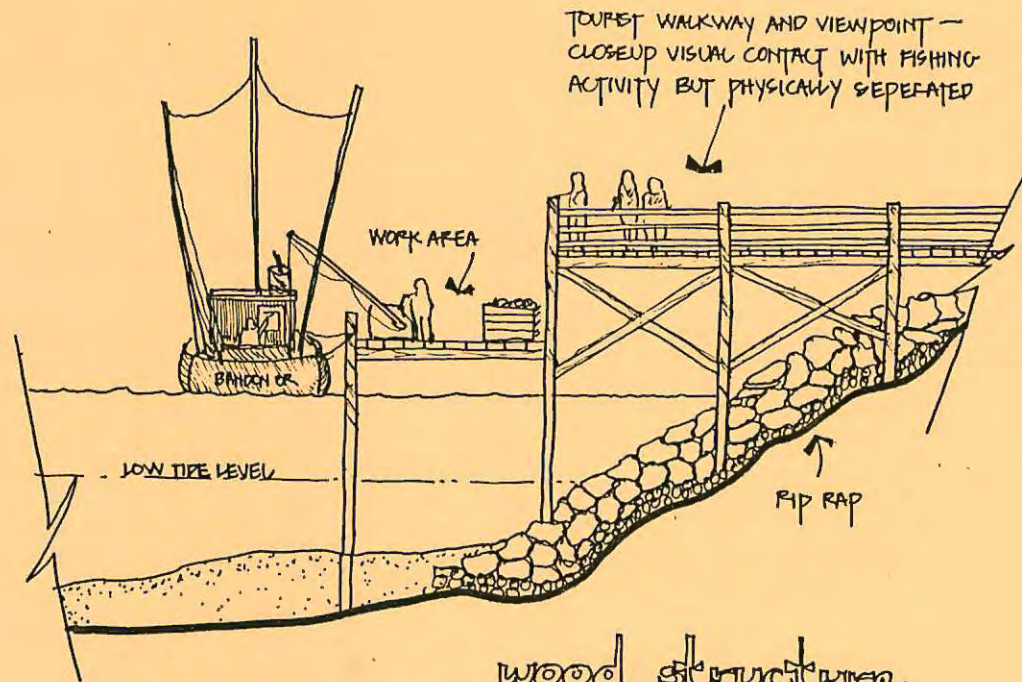 TOURIST WALKWAY AND VIEWPOINT —
CLOSEUP VISUAL CONTACT WITH FISHING
ACTIVITY BUT PHYSICALLY SEPERATED
WORK AREA
BANDON OR
LOW TIDE LEVEL
RIP RAP
wood structure